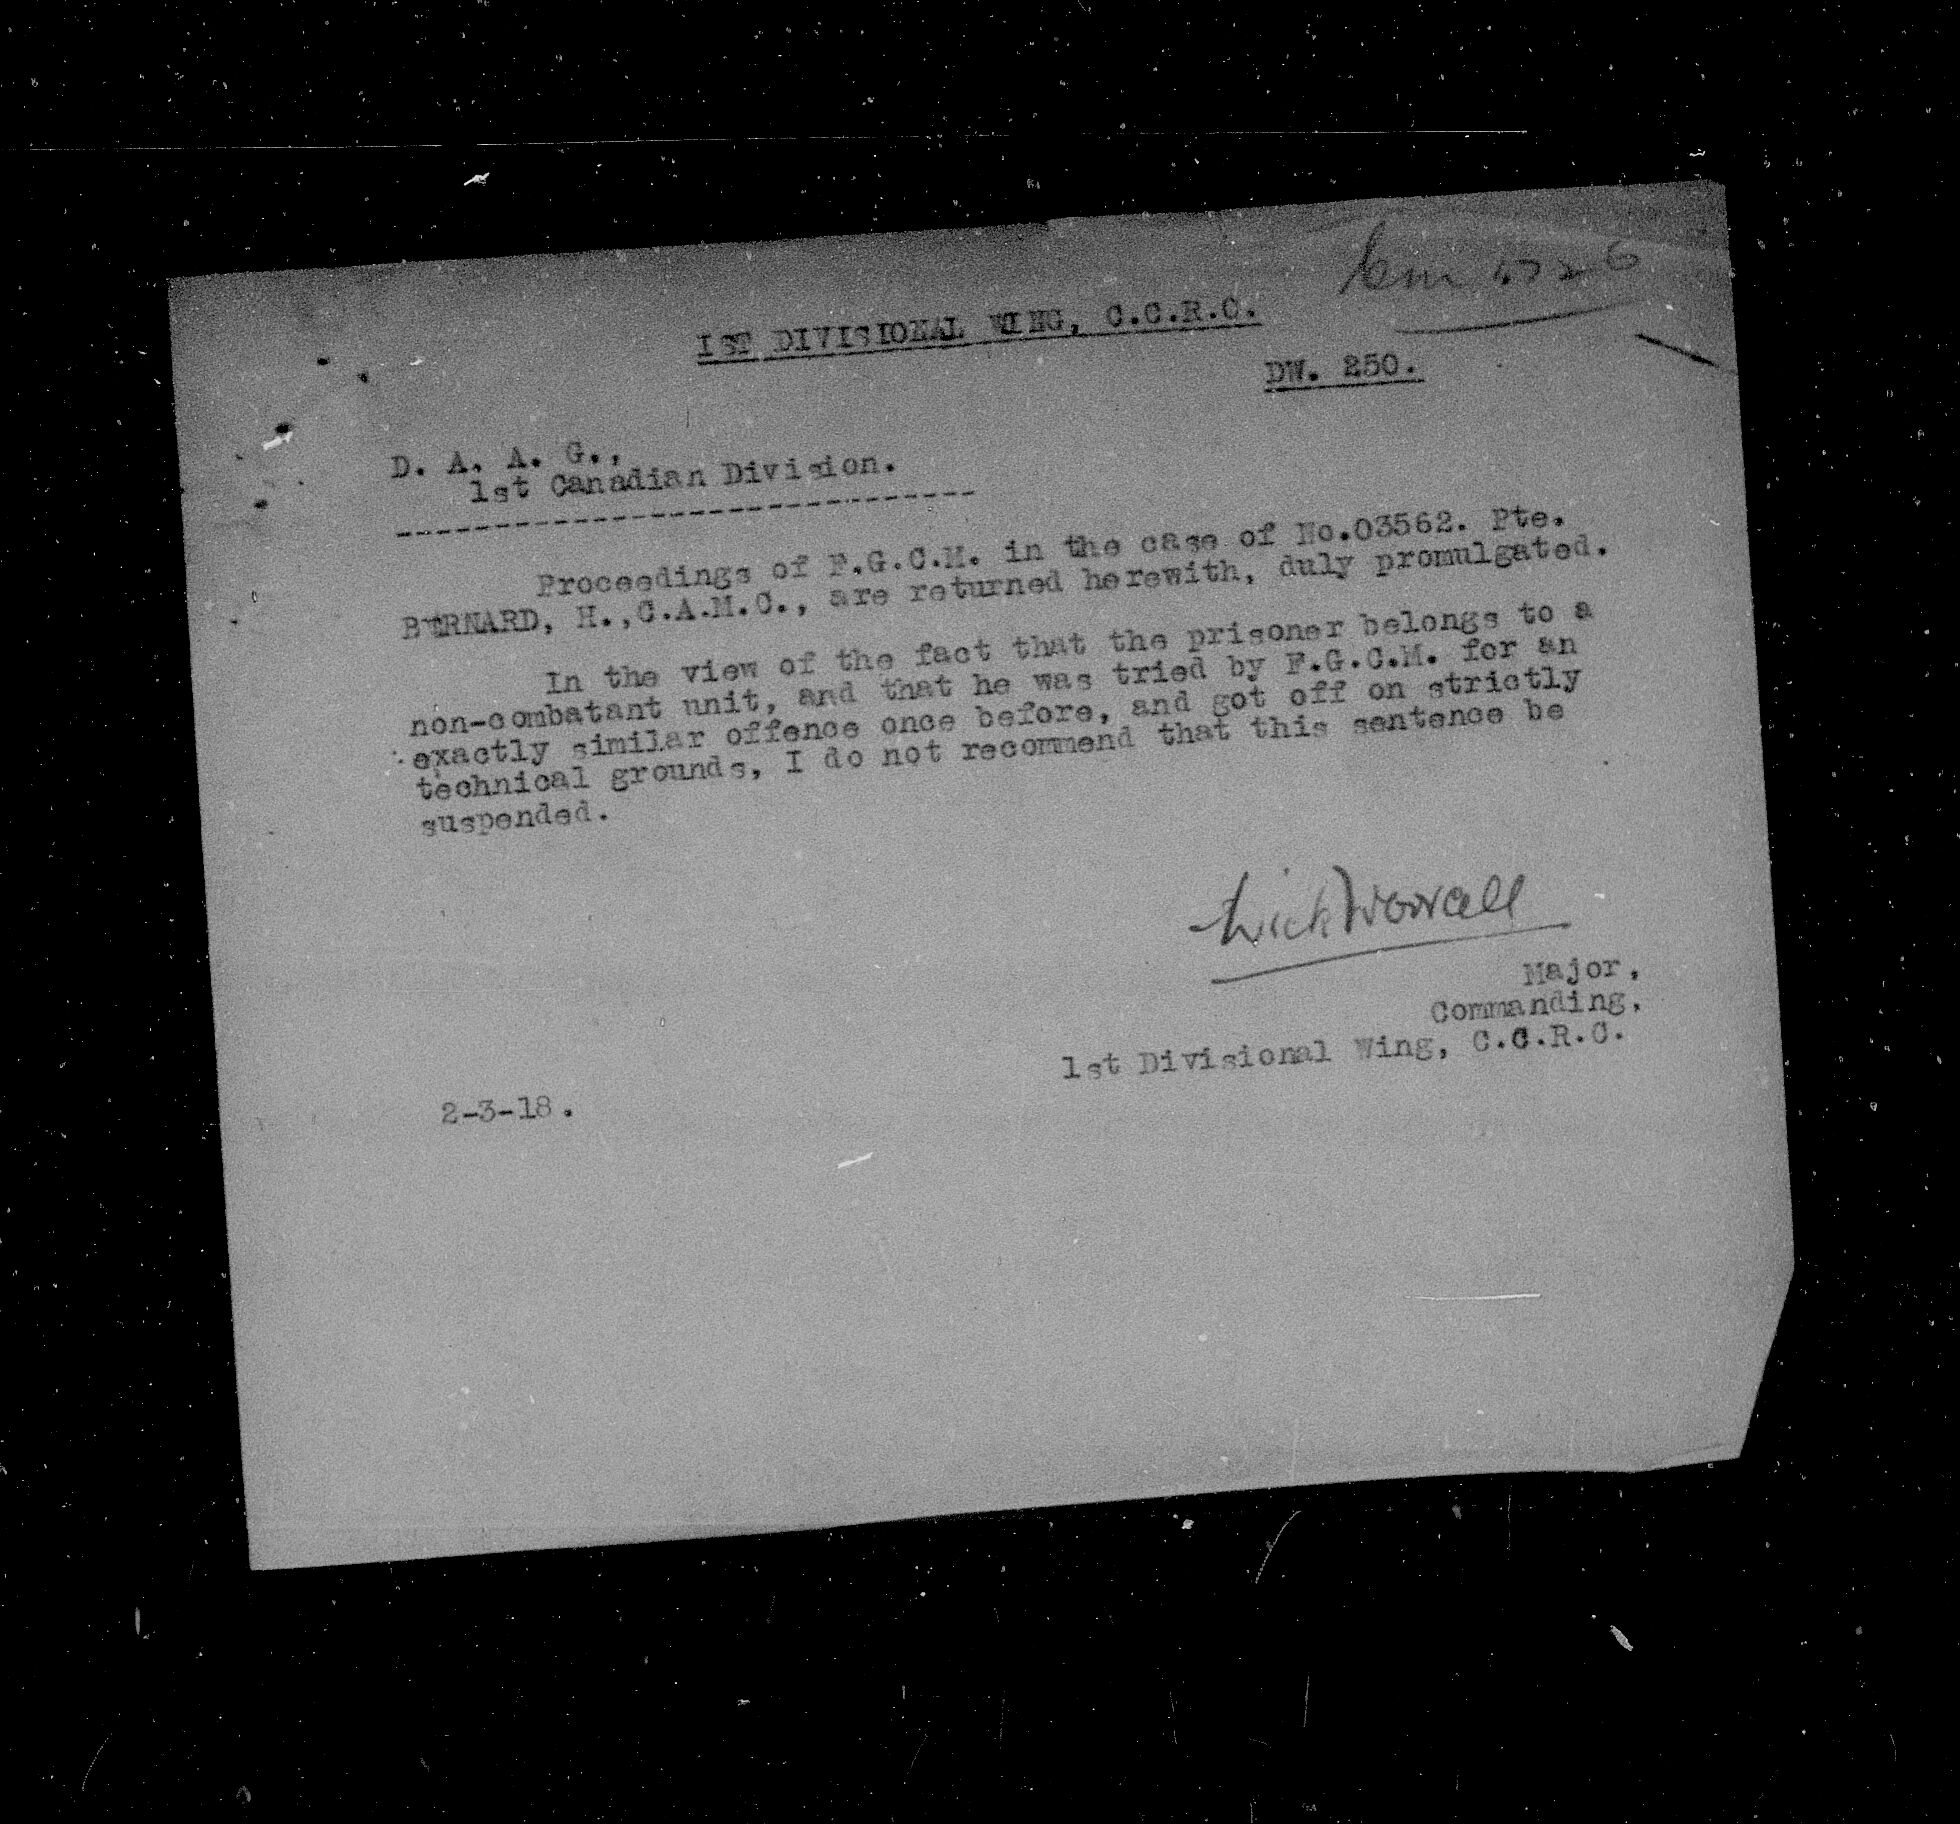 Cm 4726
1ST DIVISIONAL WING, C.C.R.C.
DW. 250.
D. A. A. G.,
1st Canadian Division.
--------------------------------
Proceedings of F.G.C.M. in the case of No.03562. Pte.
BERNARD, H.,C.A.M.C., are returned herewith, duly promulgated.
In the view of the fact that the prisoner belongs to a
non-combatant unit, and that he was tried by F.G.C.M. for an
exactly similar offence once before, and got off on strictly
technical grounds, I do not recommend that this sentence be
suspended.
Major,
Commanding,
1st Divisional Wing, C.C.R.C.
2-3-18.